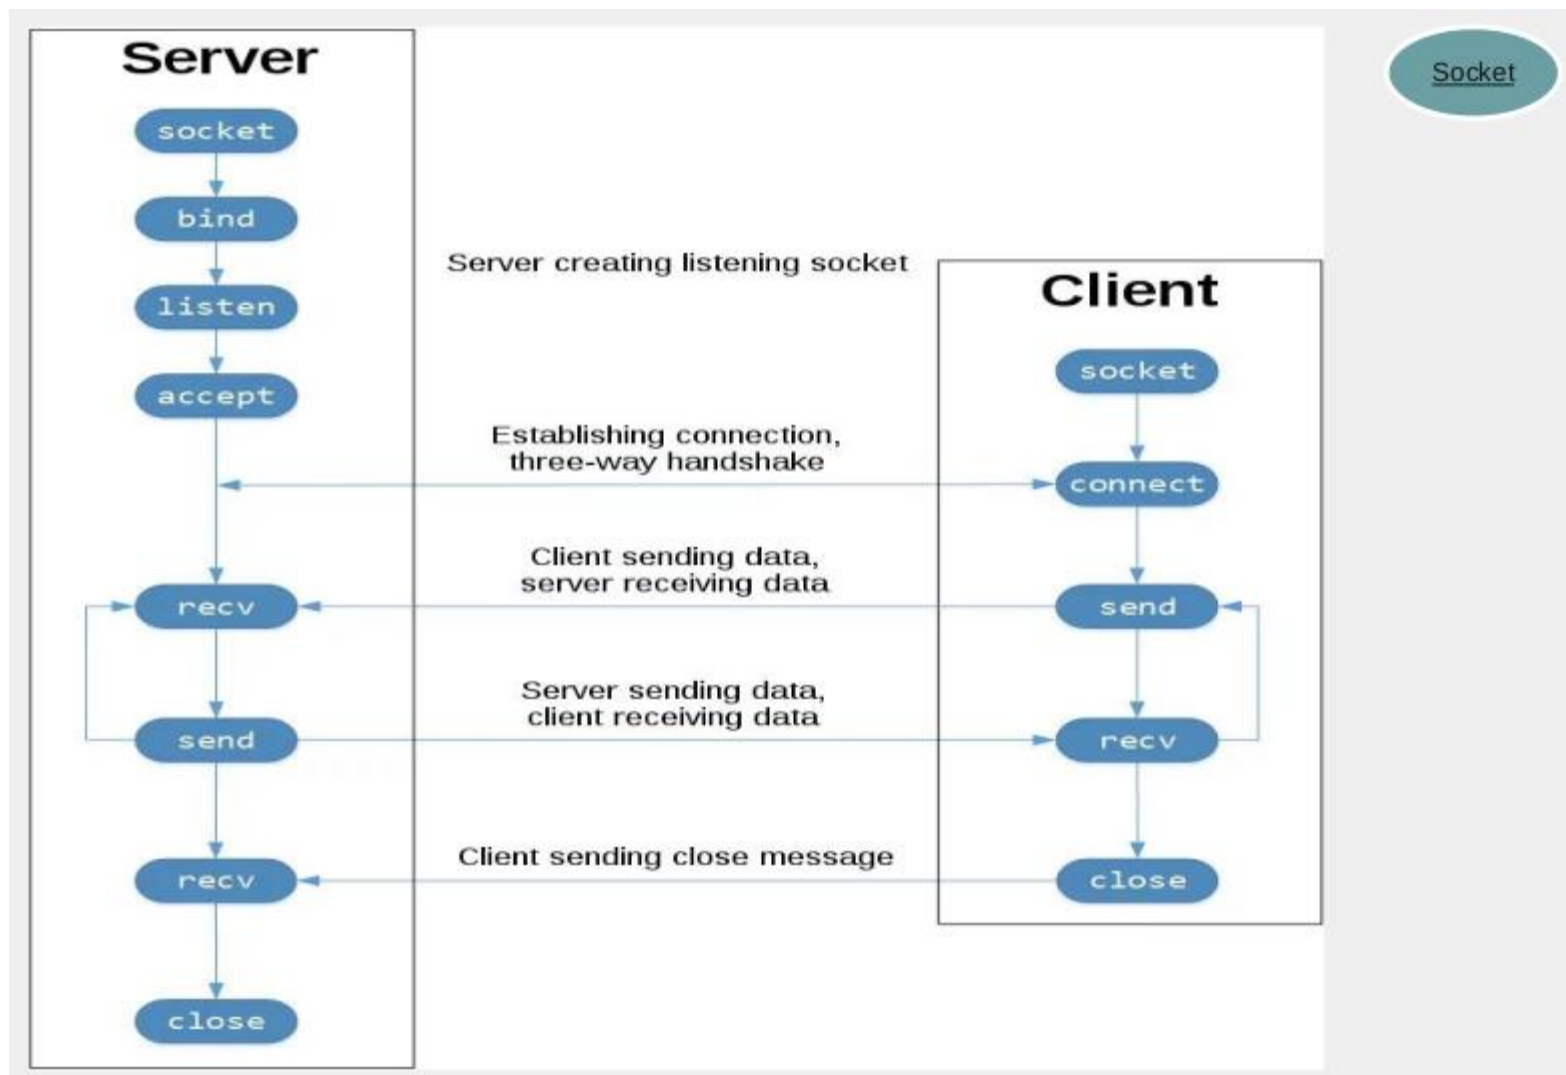 Server
socket
bind
listen
accept
recv
send
recv
close
Server creating listening socket
Establishing connection,
three-way handshake
Client sending data,
server receiving data
Server sending data,
client receiving data
Client sending close message
Client
socket
connect
send
recv
close
Socket